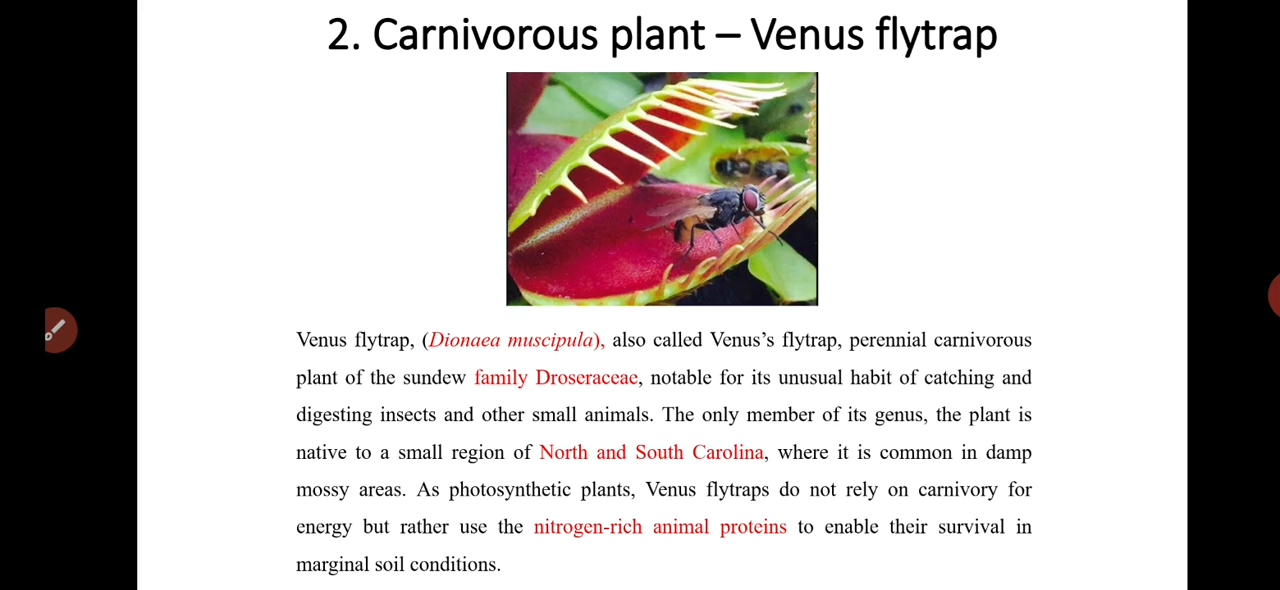 2. Carnivorous plant – Venus flytrap
Venus flytrap, (Dionaea muscipula), also called Venus’s flytrap, perennial carnivorous
plant of the sundew family Droseraceae, notable for its unusual habit of catching and
digesting insects and other small animals. The only member of its genus, the plant is
native to a small region of North and South Carolina, where it is common in damp
mossy areas. As photosynthetic plants, Venus flytraps do not rely on carnivory for
energy but rather use the nitrogen-rich animal proteins to enable their survival in
marginal soil conditions.